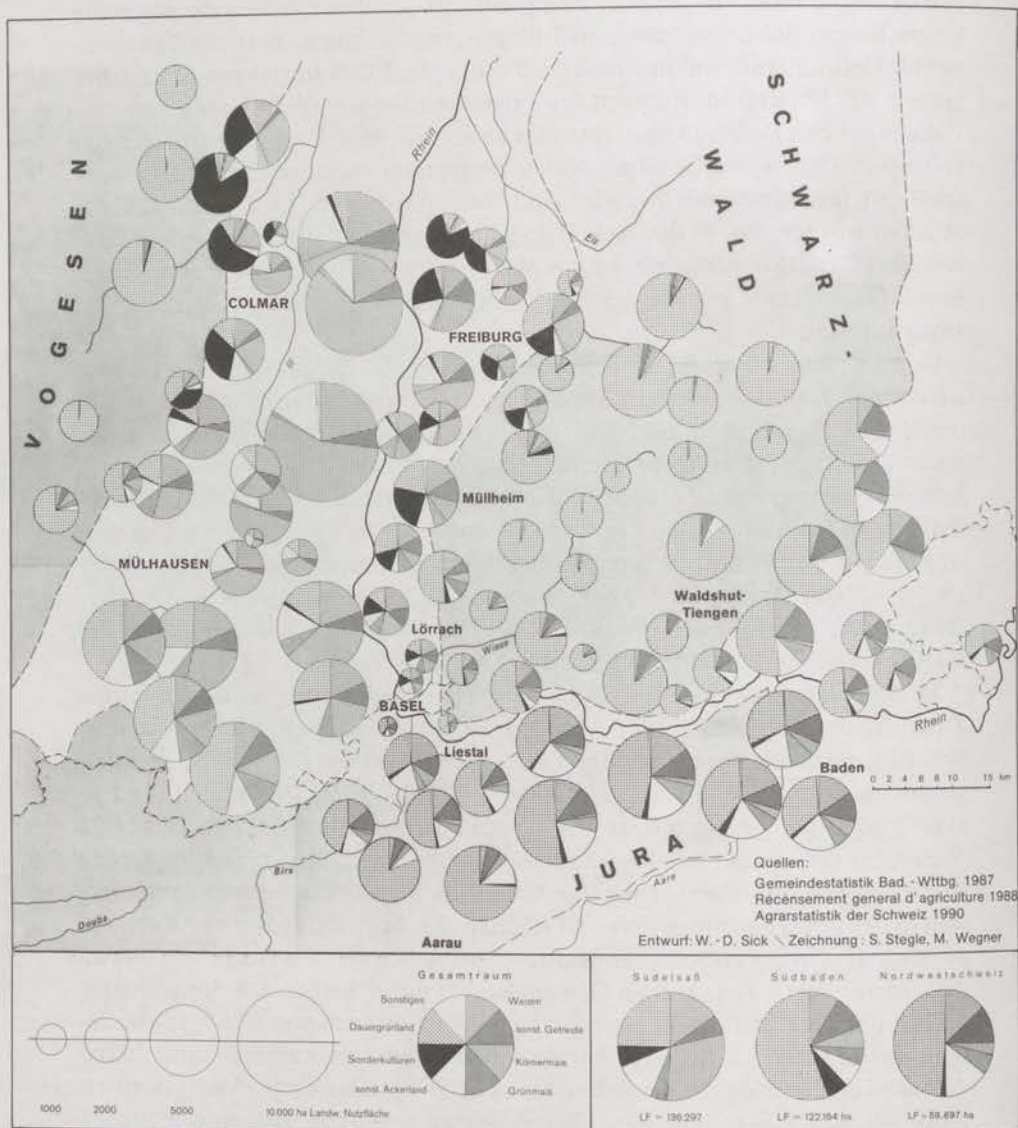 VOGESEN
SCHWARZ-
WALD
Rhein
Elz
COLMAR
Ill
FREIBURG
Müllheim
MÜLHAUSEN
Waldshut-
Tiengen
Lörrach
Wiese
BASEL
Rhein
Liestal
Baden
0 2 4 6 8 10 15 km
JURA
Birs
Aare
Doubs
Aarau
Quellen:
Gemeindestatistik Bad.-Wttbg. 1987
Recensement general d'agriculture 1988
Agrarstatistik der Schweiz 1990
Entwurf: W.-D. Sick \ Zeichnung: S. Stegle, M. Wegner
Gesamtraum
Sonstiges
Weizen
Dauergrünland
sonst. Getreide
Sonderkulturen
Körnermais
sonst. Ackerland
Grünmais
1000 2000 5000 10.000 ha Landw. Nutzfläche
Südelsaß Südbaden Nordwestschweiz
LF = 136.297 LF = 122.164 ha LF = 59.697 ha